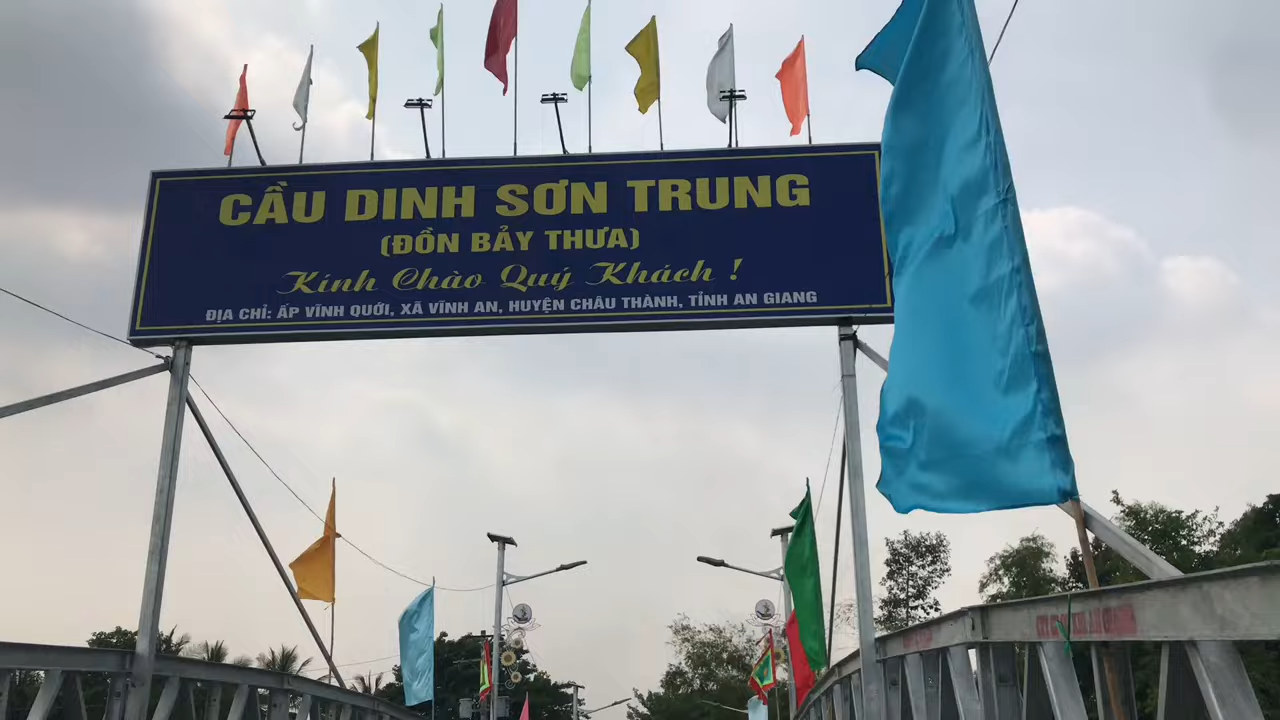 CẦU DINH SƠN TRUNG
(ĐỒN BẢY THƯA)
Kính Chào Quý Khách !
ĐỊA CHỈ: ẤP VĨNH QUỚI, XÃ VĨNH AN, HUYỆN CHÂU THÀNH, TỈNH AN GIANG